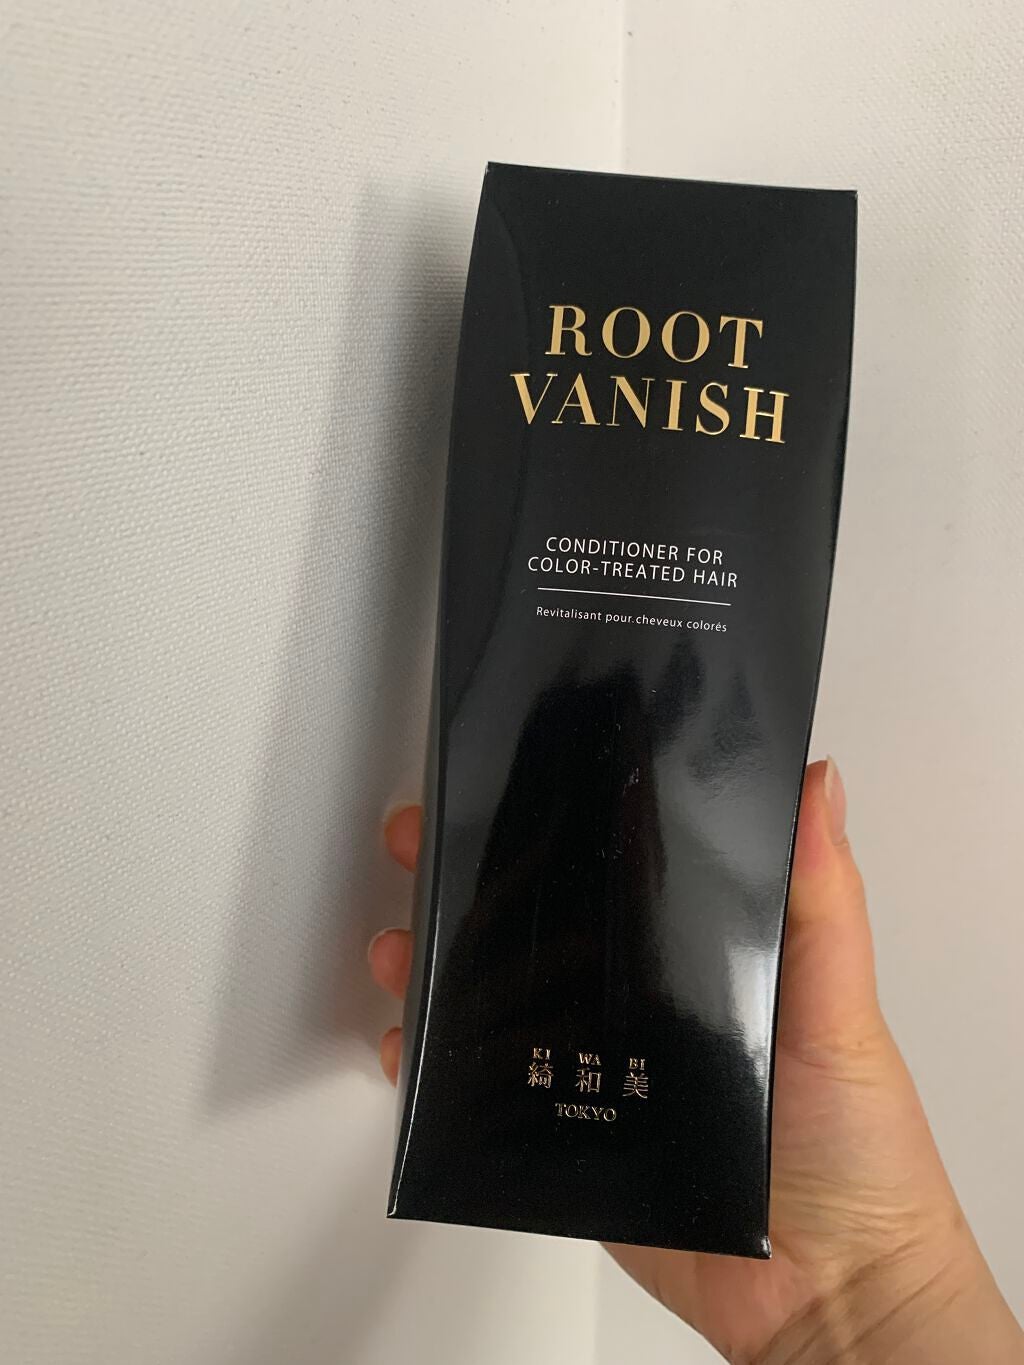 ROOT
VANISH
CONDITIONER FOR
COLOR-TREATED HAIR
Revitalisant pour cheveux colorés
KI WA BI
綺和美
TOKYO